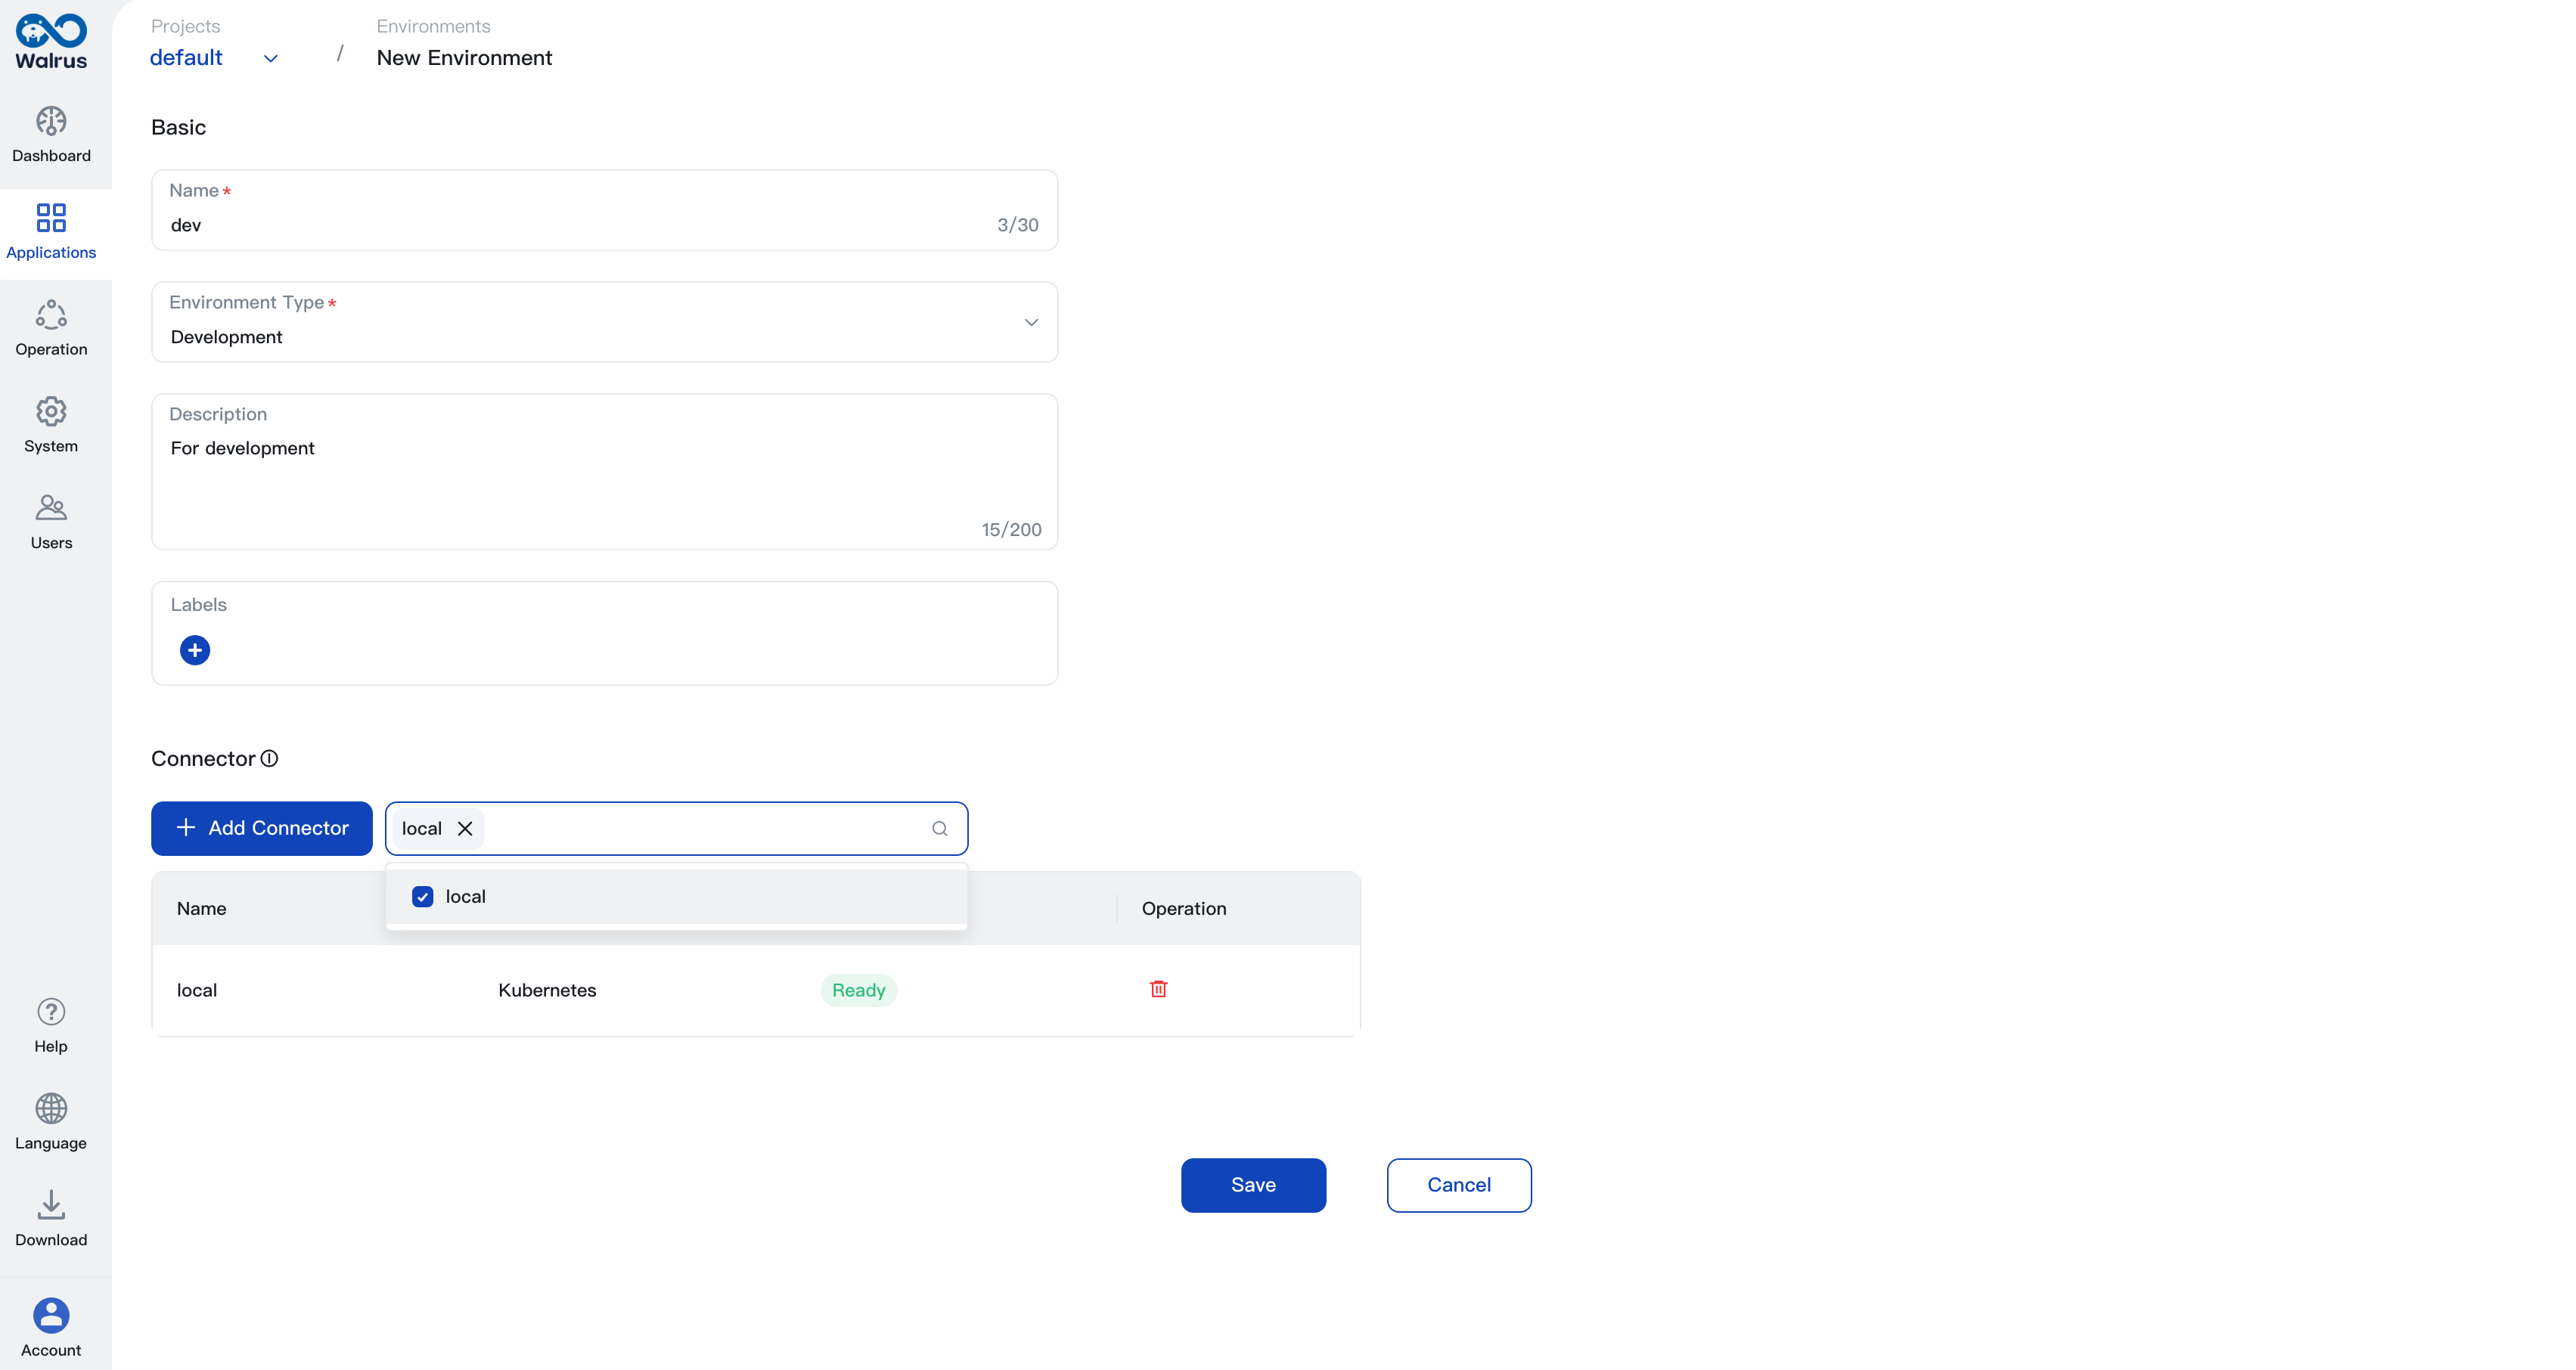 Walrus
Dashboard
Applications
Operation
System
Users
Help
Language
Download
Account
Projects
default
/
Environments
New Environment
Basic
Name *
dev
3/30
Environment Type *
Development
Description
For development
15/200
Labels
Connector
Add Connector
local
local
Name
Operation
local
Kubernetes
Ready
Save
Cancel